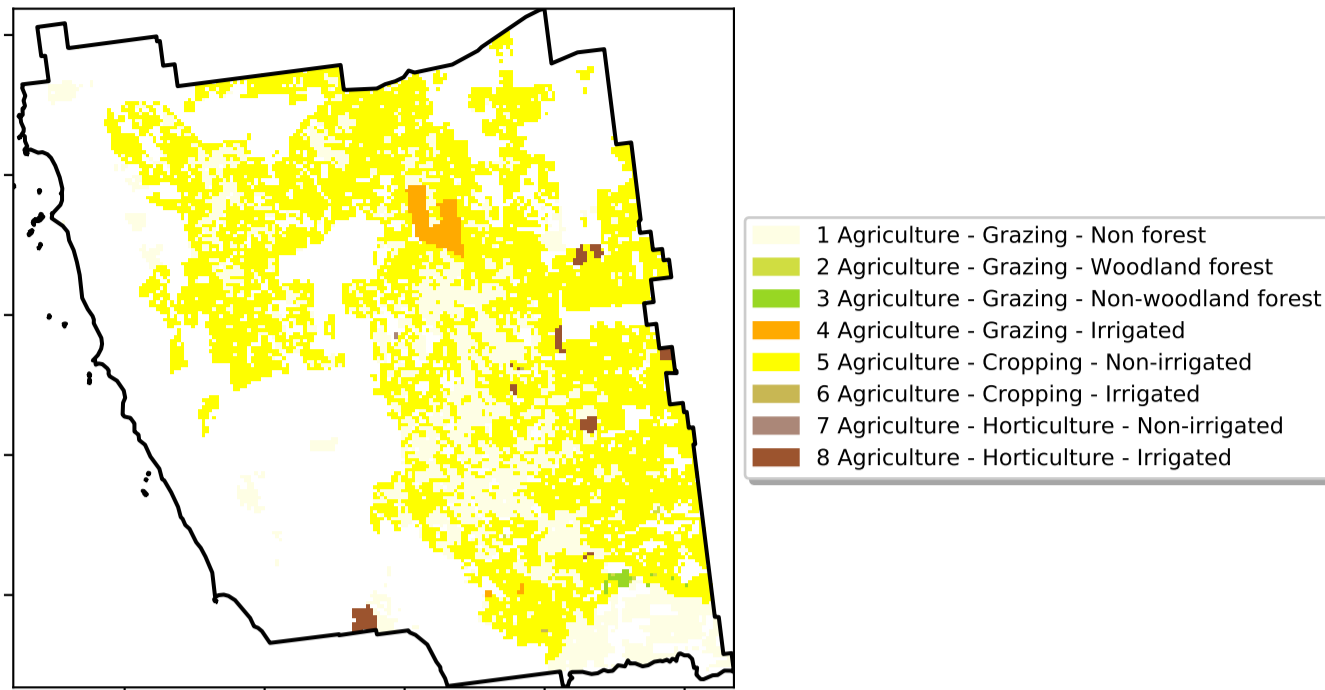 1 Agriculture - Grazing - Non forest
2 Agriculture - Grazing - Woodland forest
3 Agriculture - Grazing - Non-woodland forest
4 Agriculture - Grazing - Irrigated
5 Agriculture - Cropping - Non-irrigated
6 Agriculture - Cropping - Irrigated
7 Agriculture - Horticulture - Non-irrigated
8 Agriculture - Horticulture - Irrigated